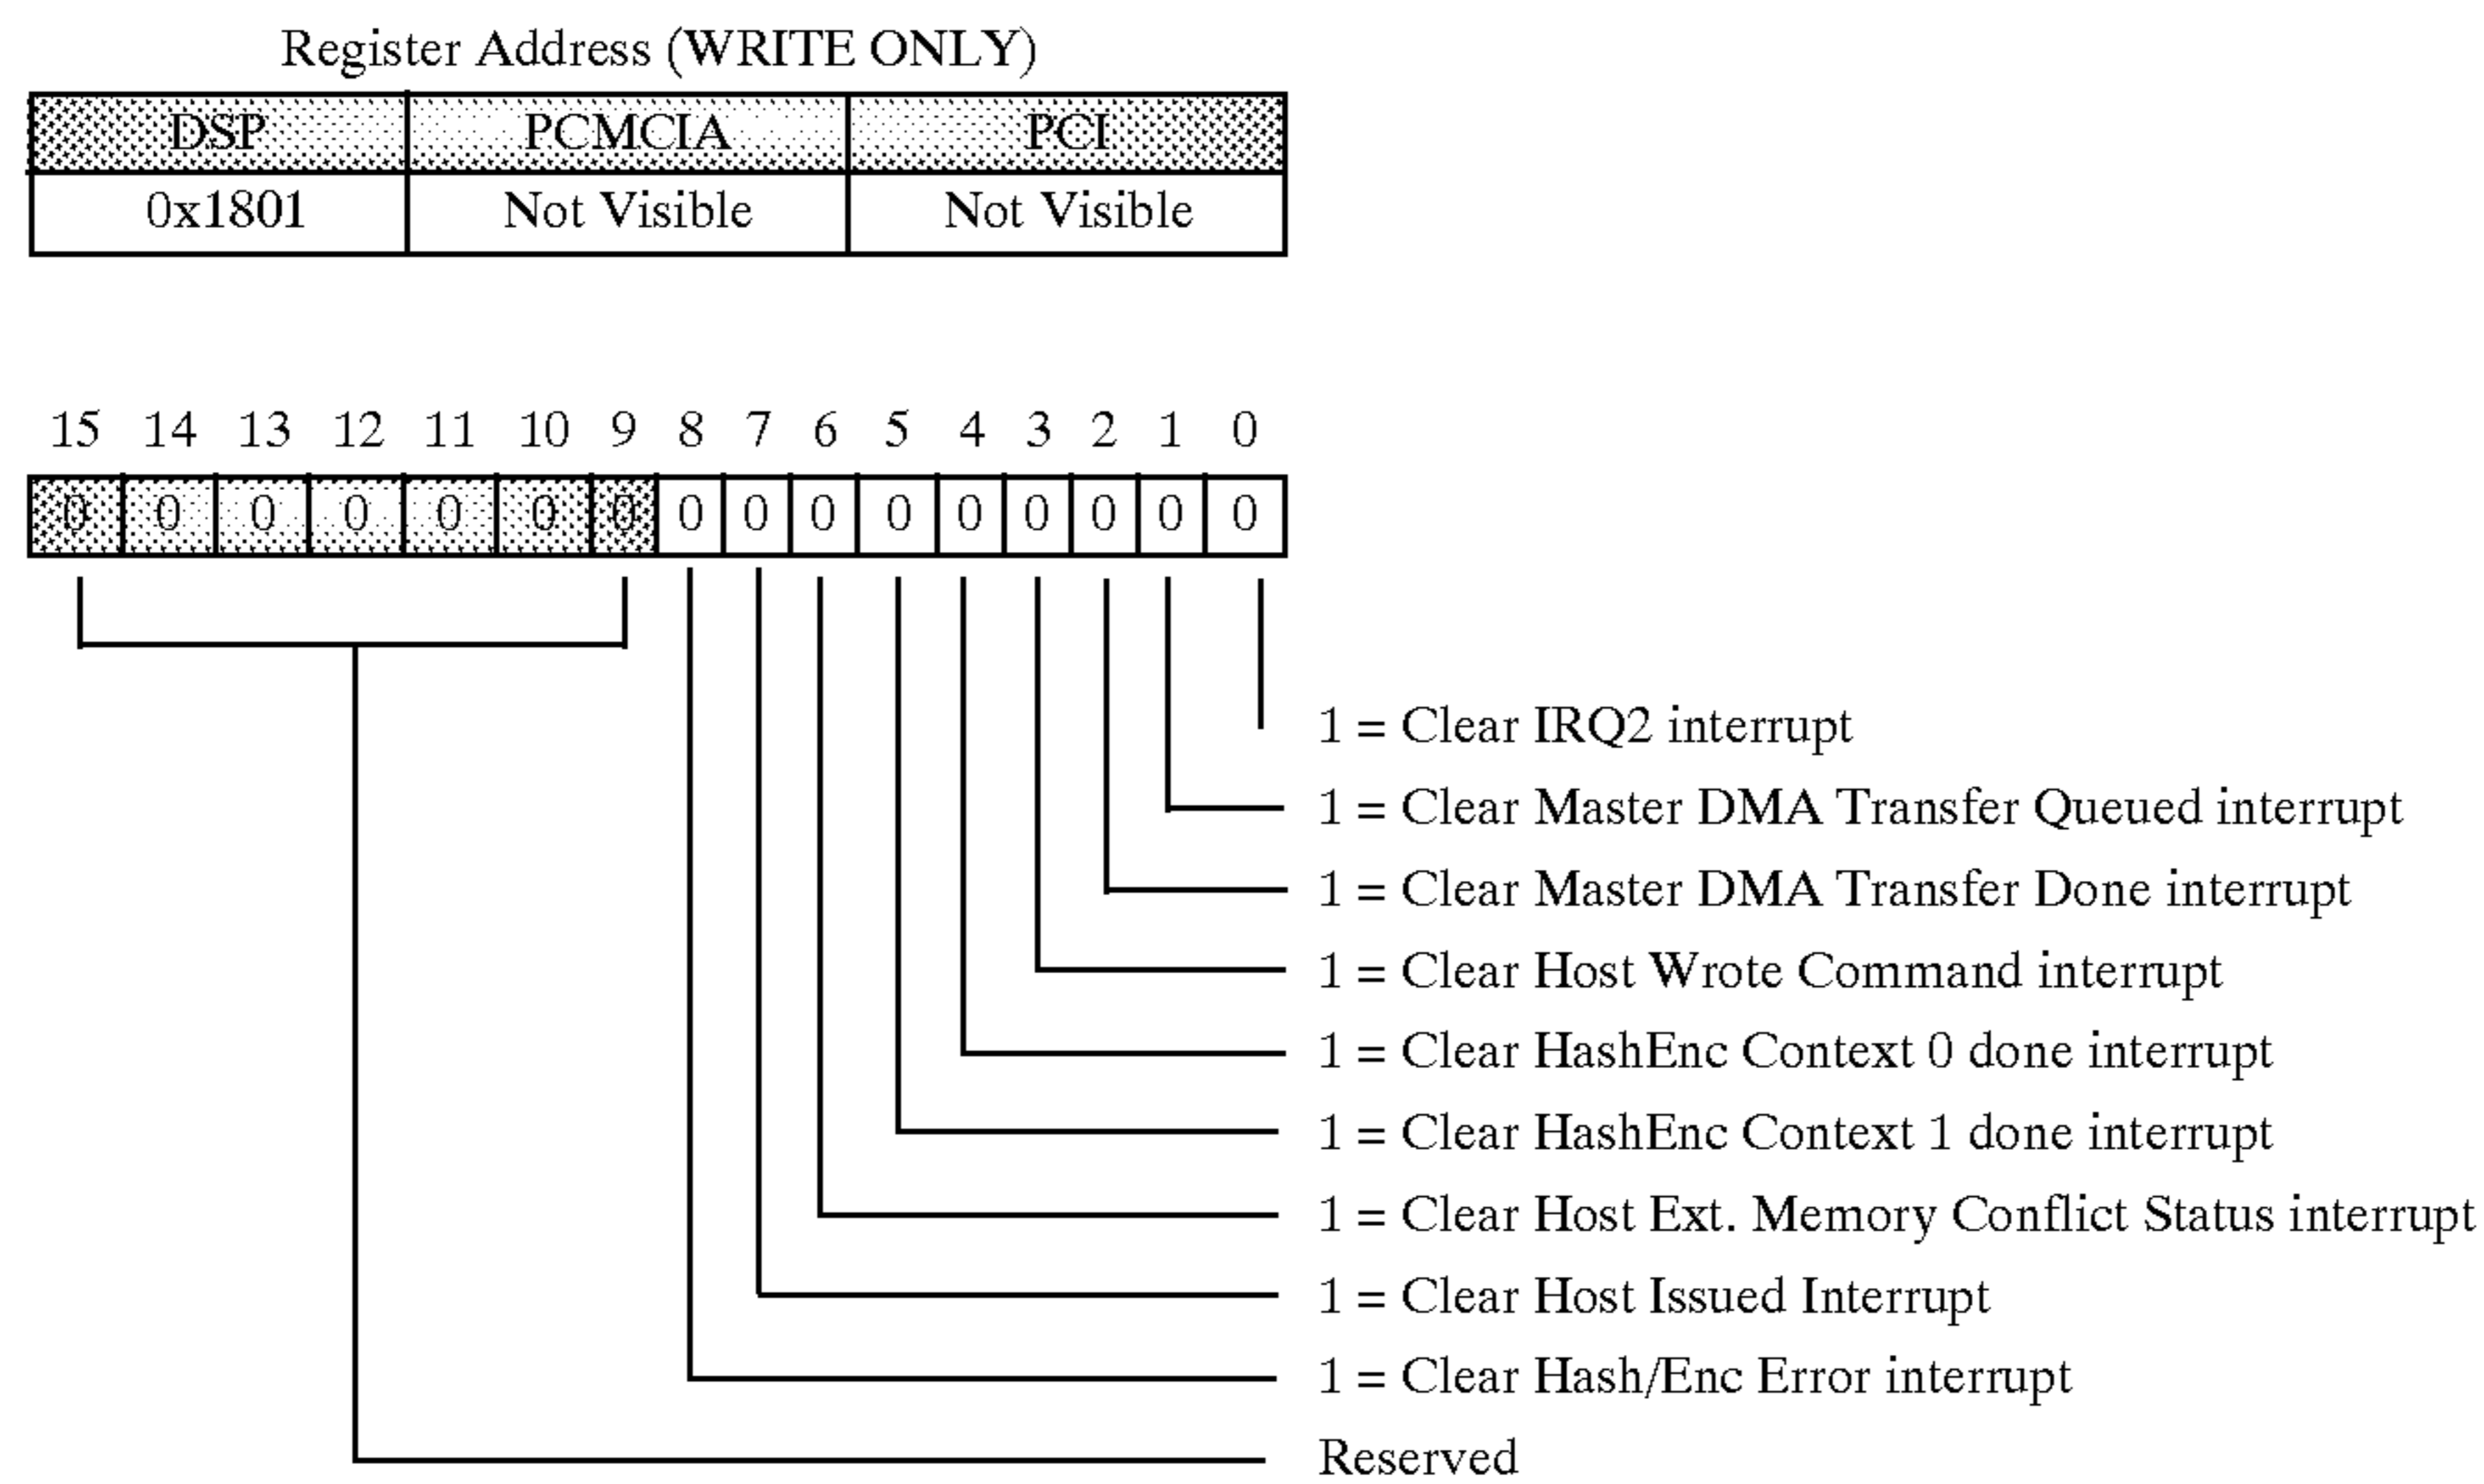 Register Address (WRITE ONLY)
DSP PCMCIA PCI
0x1801 Not Visible Not Visible
15 14 13 12 11 10 9 8 7 6 5 4 3 2 1 0
0 0 0 0 0 0 0 0 0 0 0 0 0 0 0 0
1 = Clear IRQ2 interrupt
1 = Clear Master DMA Transfer Queued interrupt
1 = Clear Master DMA Transfer Done interrupt
1 = Clear Host Wrote Command interrupt
1 = Clear HashEnc Context 0 done interrupt
1 = Clear HashEnc Context 1 done interrupt
1 = Clear Host Ext. Memory Conflict Status interrupt
1 = Clear Host Issued Interrupt
1 = Clear Hash/Enc Error interrupt
Reserved